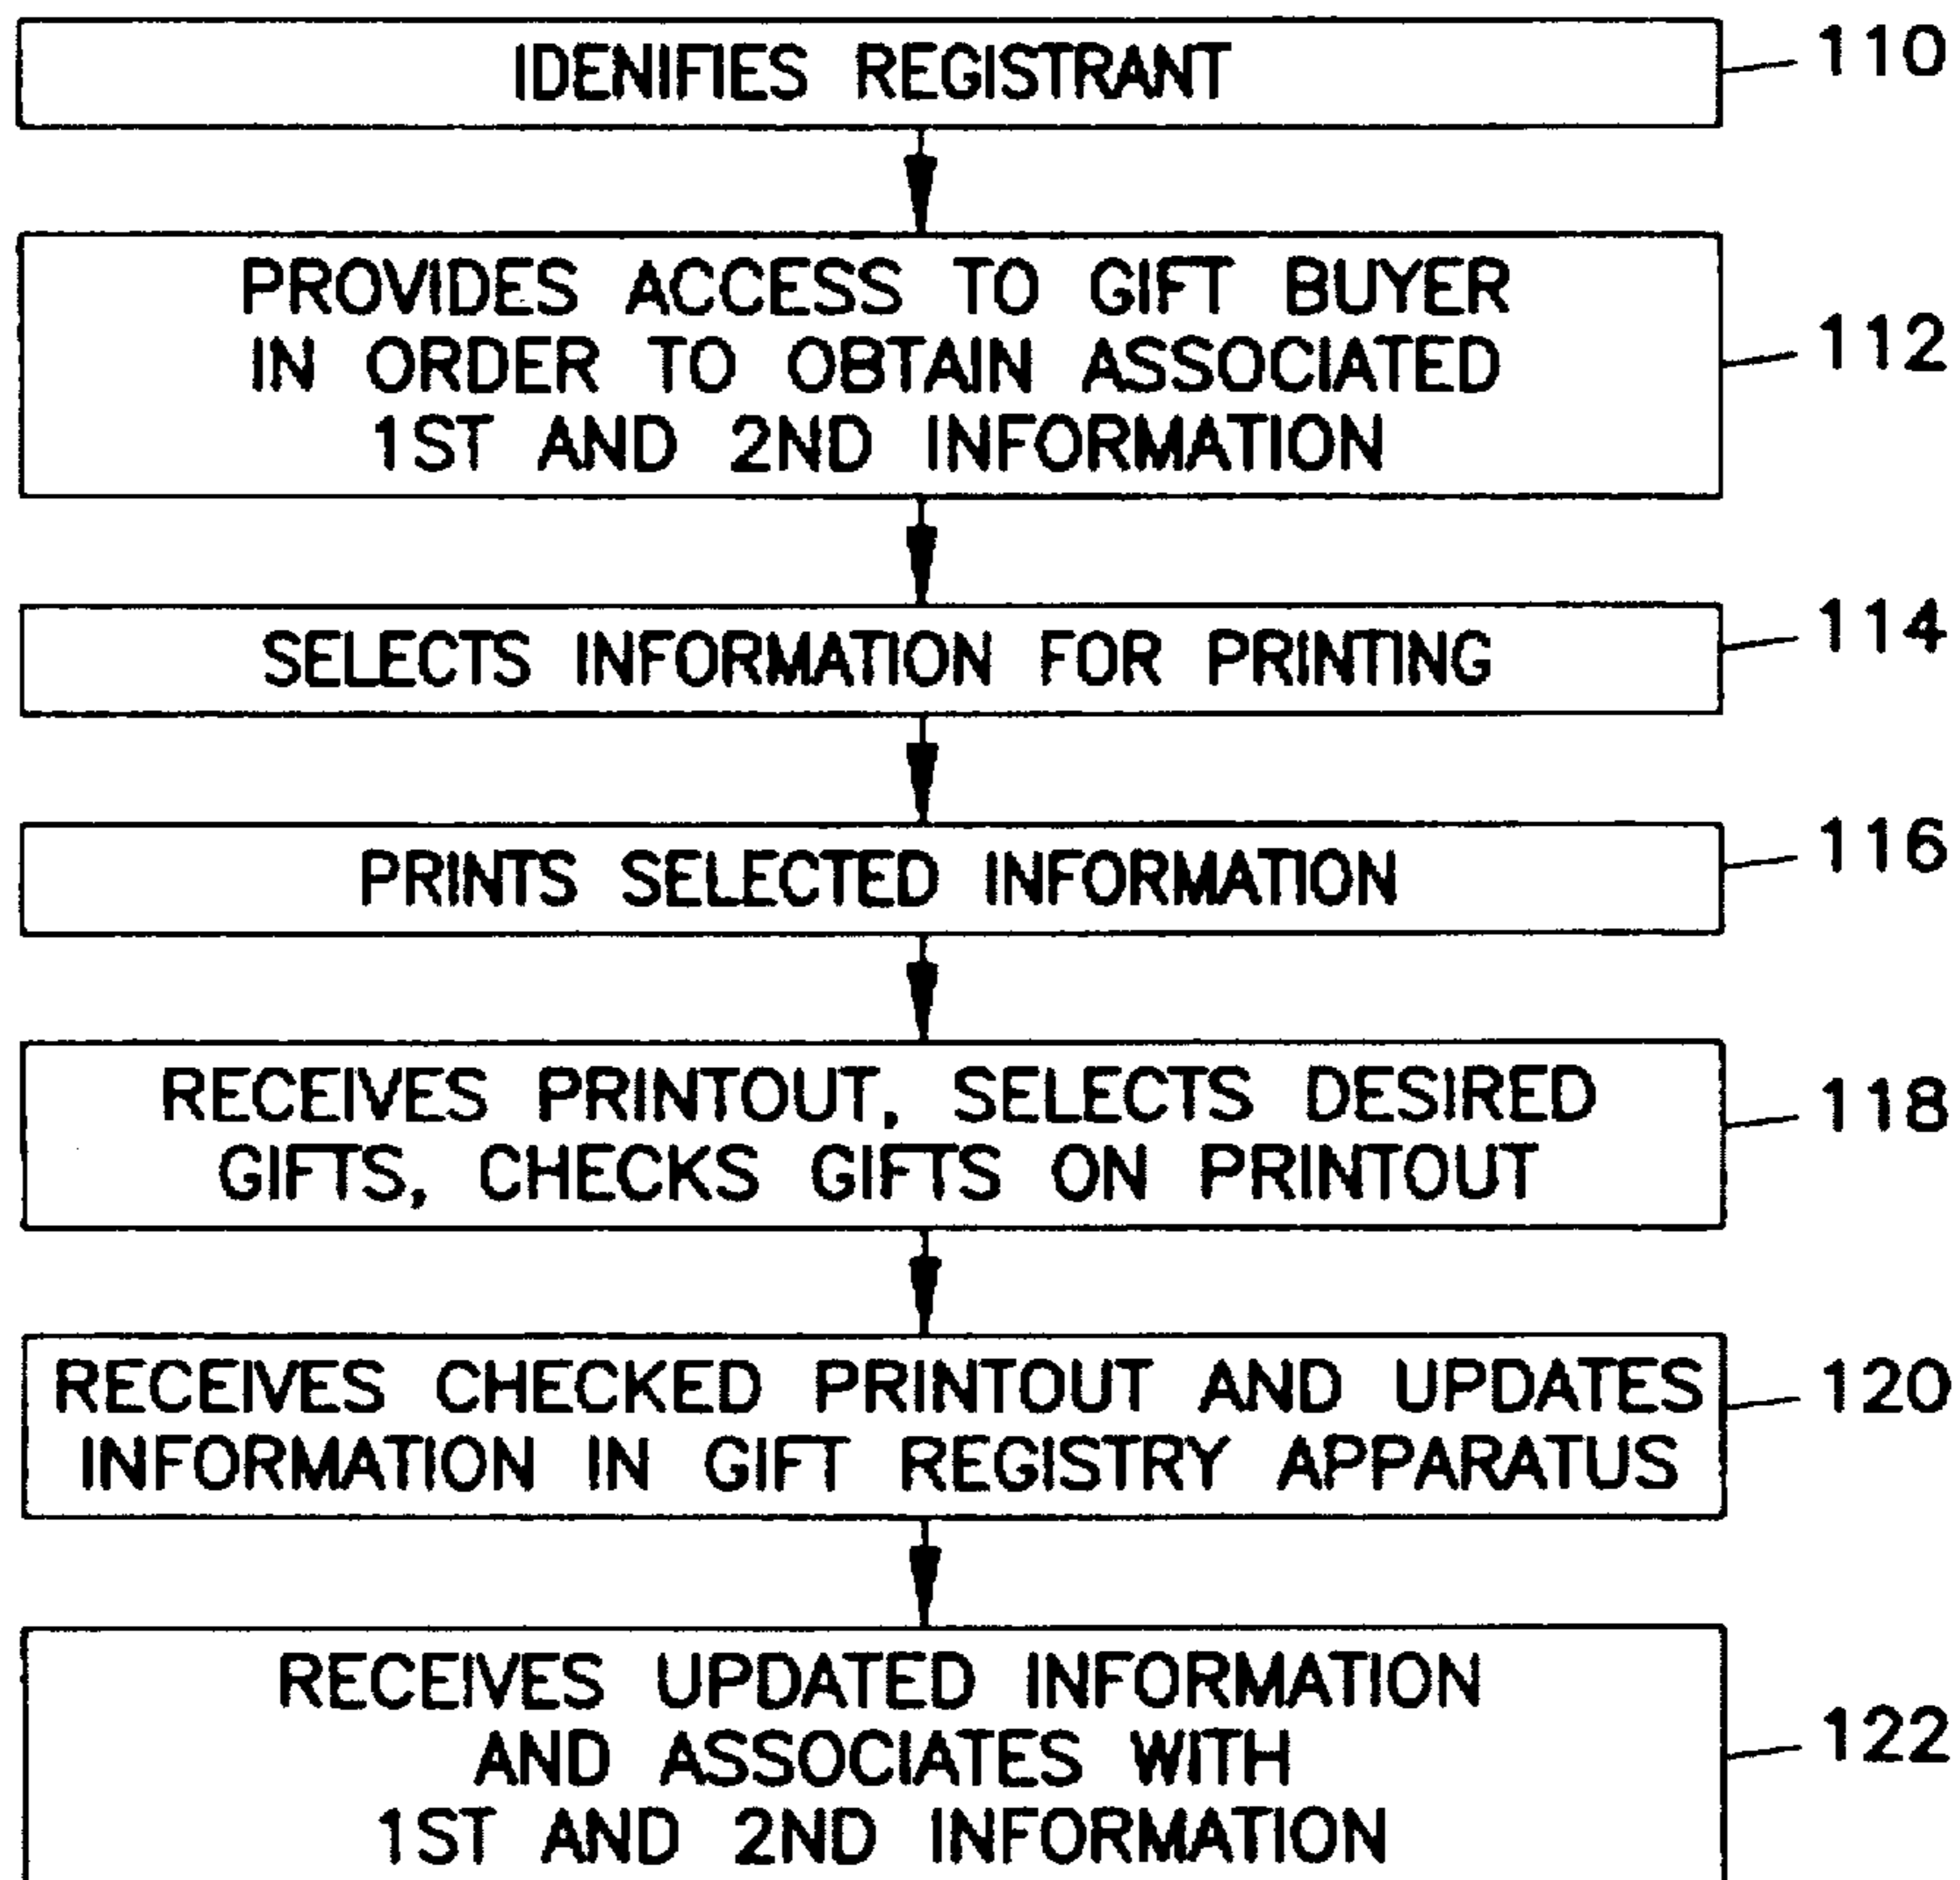 IDENIFIES REGISTRANT
110
PROVIDES ACCESS TO GIFT BUYER
IN ORDER TO OBTAIN ASSOCIATED
1ST AND 2ND INFORMATION
112
SELECTS INFORMATION FOR PRINTING
114
PRINTS SELECTED INFORMATION
116
RECEIVES PRINTOUT, SELECTS DESIRED
GIFTS, CHECKS GIFTS ON PRINTOUT
118
RECEIVES CHECKED PRINTOUT AND UPDATES
INFORMATION IN GIFT REGISTRY APPARATUS
120
RECEIVES UPDATED INFORMATION
AND ASSOCIATES WITH
1ST AND 2ND INFORMATION
122